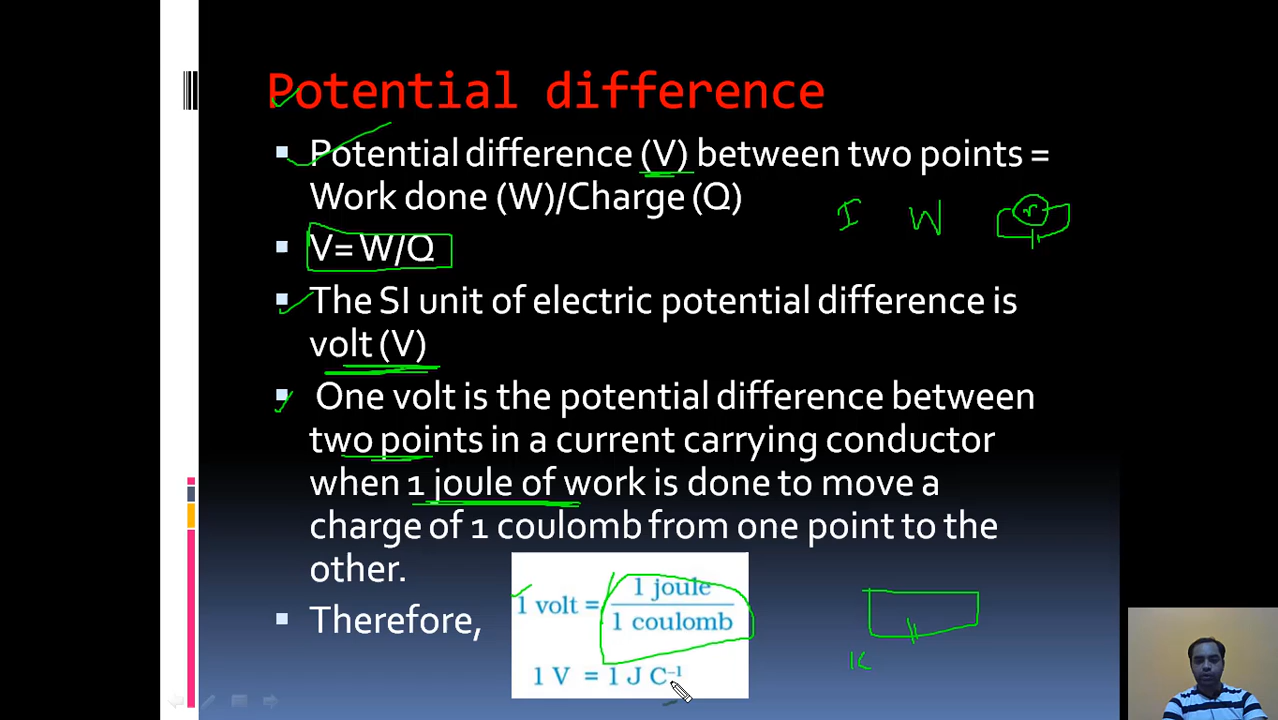 Potential difference
Potential difference (V) between two points =
Work done (W)/Charge (Q)
I W V
V= W/Q
The SI unit of electric potential difference is
volt (V)
One volt is the potential difference between
two points in a current carrying conductor
when 1 joule of work is done to move a
charge of 1 coulomb from one point to the
other.
Therefore,
1 volt = 1 joule
1 coulomb
1 V = 1 J C⁻¹